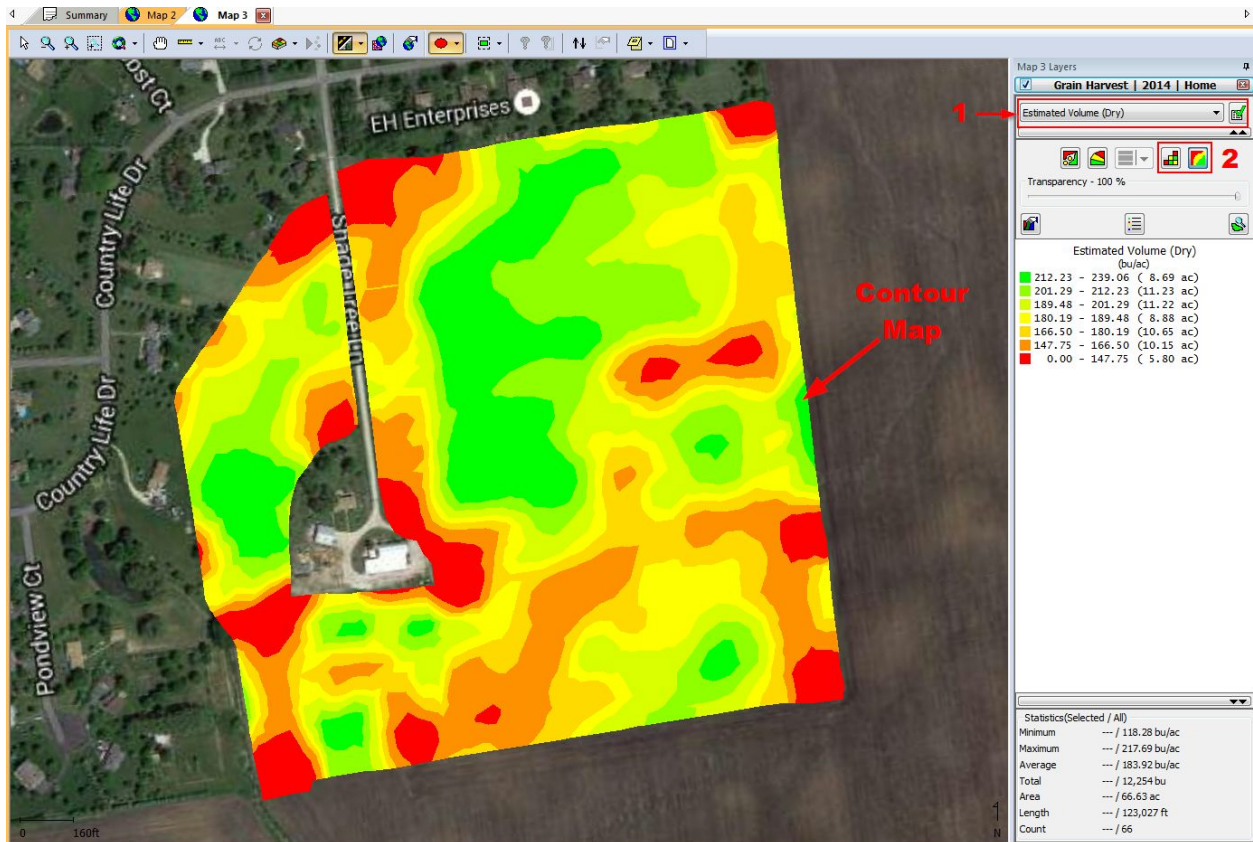 Summary
Map 2
Map 3
ABC
Map 3 Layers
Grain Harvest | 2014 | Home
1
Estimated Volume (Dry)
2
Transparency - 100 %
Estimated Volume (Dry)
(bu/ac)
212.23 - 239.06 ( 8.69 ac)
201.29 - 212.23 (11.23 ac)
189.48 - 201.29 (11.22 ac)
180.19 - 189.48 ( 8.88 ac)
166.50 - 180.19 (10.65 ac)
147.75 - 166.50 (10.15 ac)
0.00 - 147.75 ( 5.80 ac)
EH Enterprises
Country Life Dr
Shade Tree Ln
Contour
Map
Country Life Dr
Pondview Ct
0 160ft
N
Statistics(Selected / All)
Minimum --- / 118.28 bu/ac
Maximum --- / 217.69 bu/ac
Average --- / 183.92 bu/ac
Total --- / 12,254 bu
Area --- / 66.63 ac
Length --- / 123,027 ft
Count --- / 66